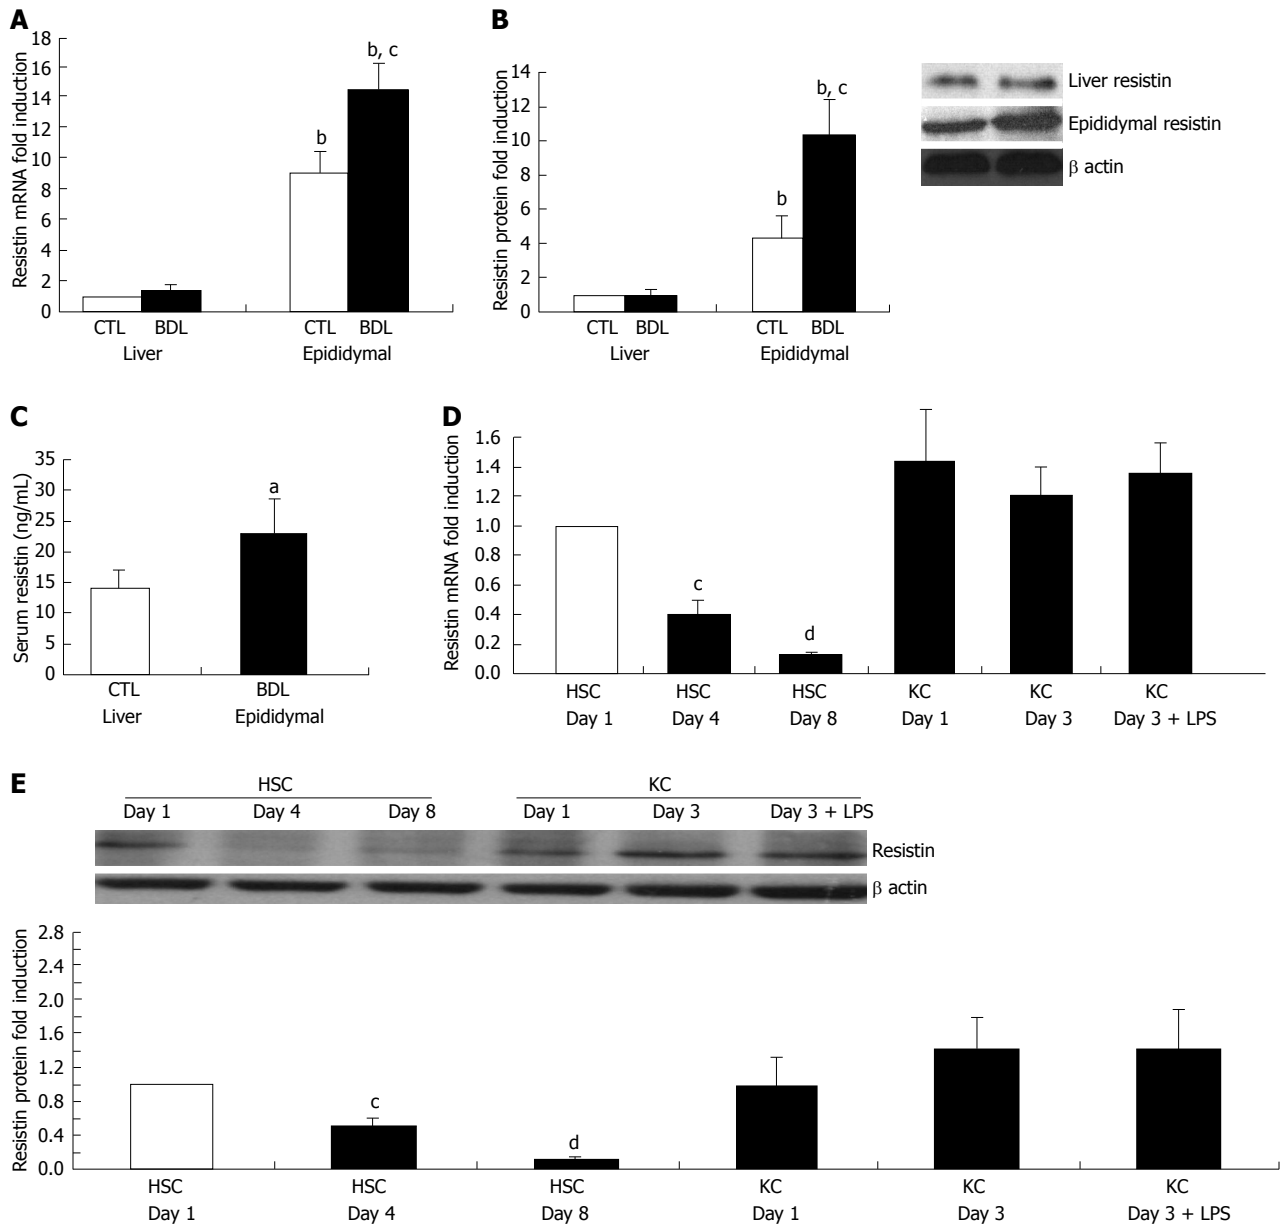 A
Resistin mRNA fold induction
18
16
14
12
10
8
6
4
2
0
b
b, c
CTL BDL CTL BDL
Liver Epididymal
B
Resistin protein fold induction
14
12
10
8
6
4
2
0
b
b, c
CTL BDL CTL BDL
Liver Epididymal
Liver resistin
Epididymal resistin
β actin
C
Serum resistin (ng/mL)
35
30
25
20
15
10
5
0
a
CTL BDL
Liver Epididymal
D
Resistin mRNA fold induction
1.6
1.4
1.2
1.0
0.8
0.6
0.4
0.2
0.0
c
d
HSC HSC HSC KC KC KC
Day 1 Day 4 Day 8 Day 1 Day 3 Day 3 + LPS
E
HSC KC
Day 1 Day 4 Day 8 Day 1 Day 3 Day 3 + LPS
Resistin
β actin
Resistin protein fold induction
2.8
2.4
2.0
1.6
1.2
0.8
0.4
0.0
c
d
HSC HSC HSC KC KC KC
Day 1 Day 4 Day 8 Day 1 Day 3 Day 3 + LPS